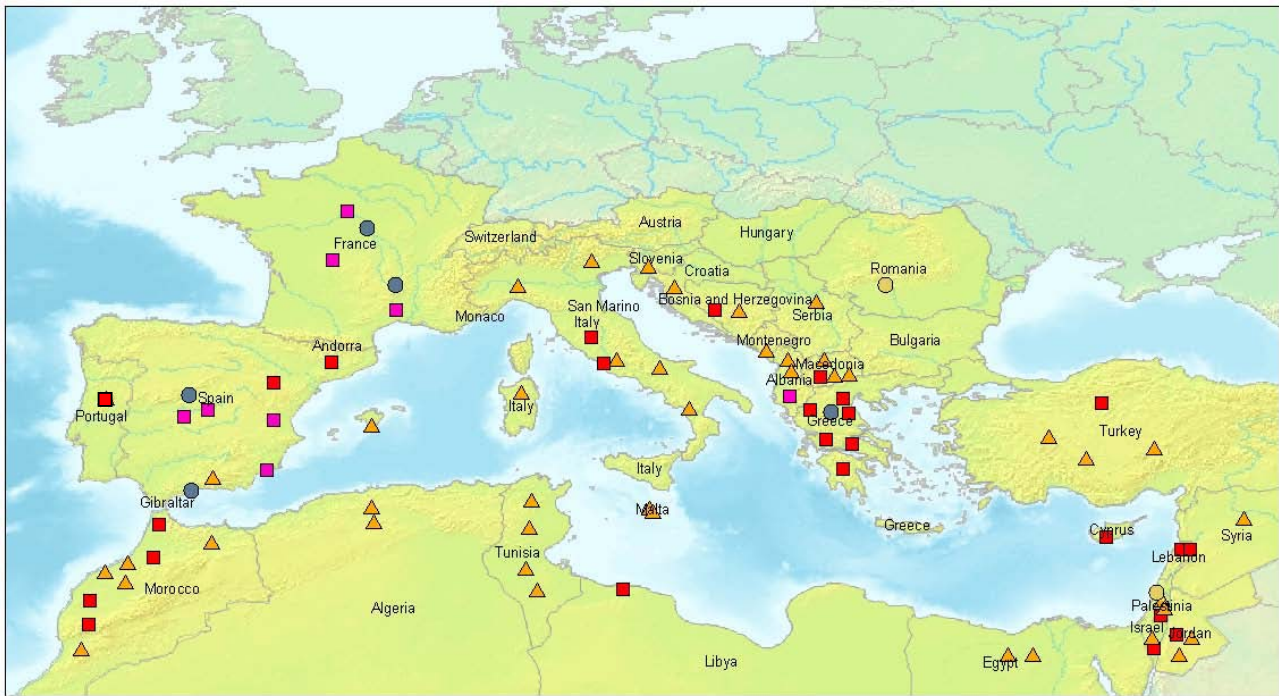 Austria
Hungary
France
Switzerland
Slovenia
Croatia
Romania
Bosnia and Herzegovina
San Marino
Serbia
Monaco
Italy
Bulgaria
Andorra
Montenegro
Macedonia
Albania
Spain
Italy
Portugal
Greece
Turkey
Italy
Gibraltar
Malta
Greece
Cyprus
Syria
Tunisia
Lebanon
Morocco
Algeria
Palestinia
Israel
Jordan
Libya
Egypt